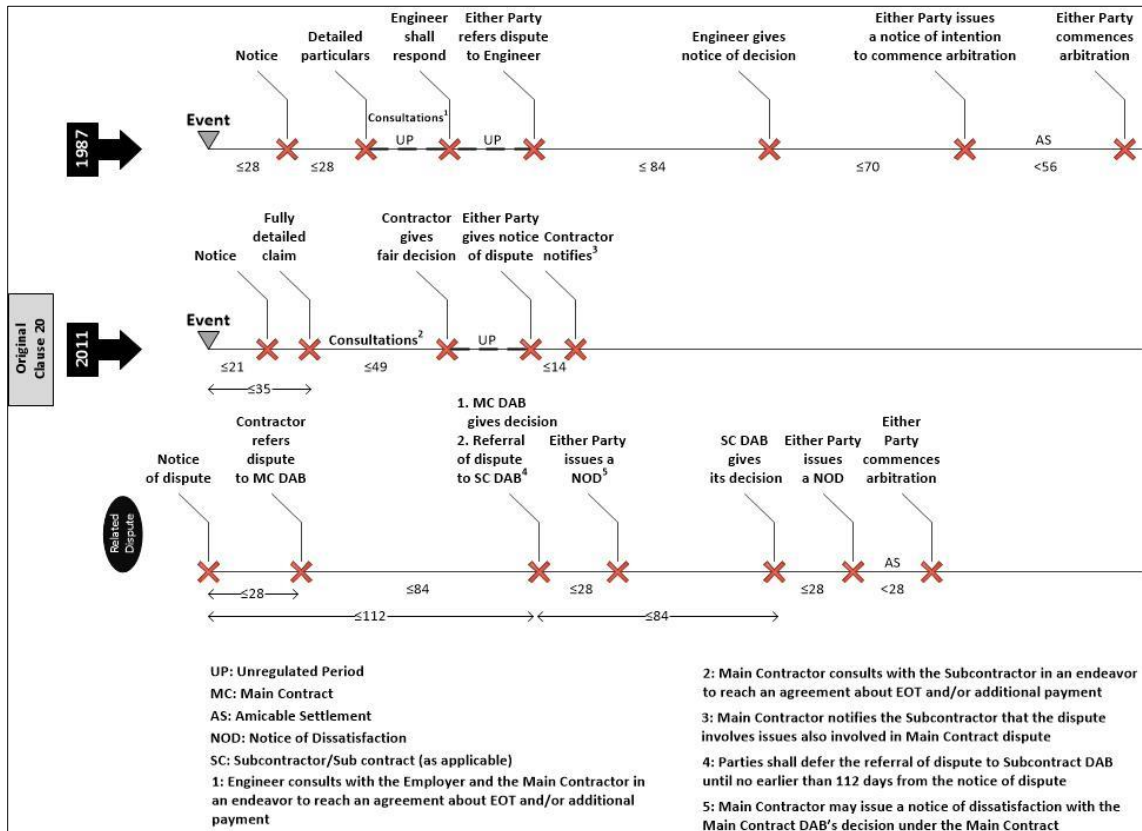 Notice
Detailed
particulars
Engineer
shall
respond
Either Party
refers dispute
to Engineer
Engineer gives
notice of decision
Either Party issues
a notice of intention
to commence arbitration
Either Party
commences
arbitration
1987
Event
Consultations¹
UP
UP
AS
≤28
≤28
≤ 84
≤70
<56
Original
Clause 20
2011
Notice
Fully
detailed
claim
Contractor
gives
fair decision
Either Party
gives notice
of dispute
Contractor
notifies³
Event
Consultations²
UP
≤21
≤49
≤14
≤35
Related
Dispute
Notice
of dispute
Contractor
refers
dispute
to MC DAB
1. MC DAB
gives decision
2. Referral
of dispute
to SC DAB⁴
Either Party
issues a
NOD⁵
SC DAB
gives
its decision
Either Party
issues
a NOD
Either
Party
commences
arbitration
AS
≤28
≤84
≤28
≤28
<28
≤112
≤84
UP: Unregulated Period
MC: Main Contract
AS: Amicable Settlement
NOD: Notice of Dissatisfaction
SC: Subcontractor/Sub contract (as applicable)
1: Engineer consults with the Employer and the Main Contractor in
an endeavor to reach an agreement about EOT and/or additional
payment
2: Main Contractor consults with the Subcontractor in an endeavor
to reach an agreement about EOT and/or additional payment
3: Main Contractor notifies the Subcontractor that the dispute
involves issues also involved in Main Contract dispute
4: Parties shall defer the referral of dispute to Subcontract DAB
until no earlier than 112 days from the notice of dispute
5: Main Contractor may issue a notice of dissatisfaction with the
Main Contract DAB's decision under the Main Contract